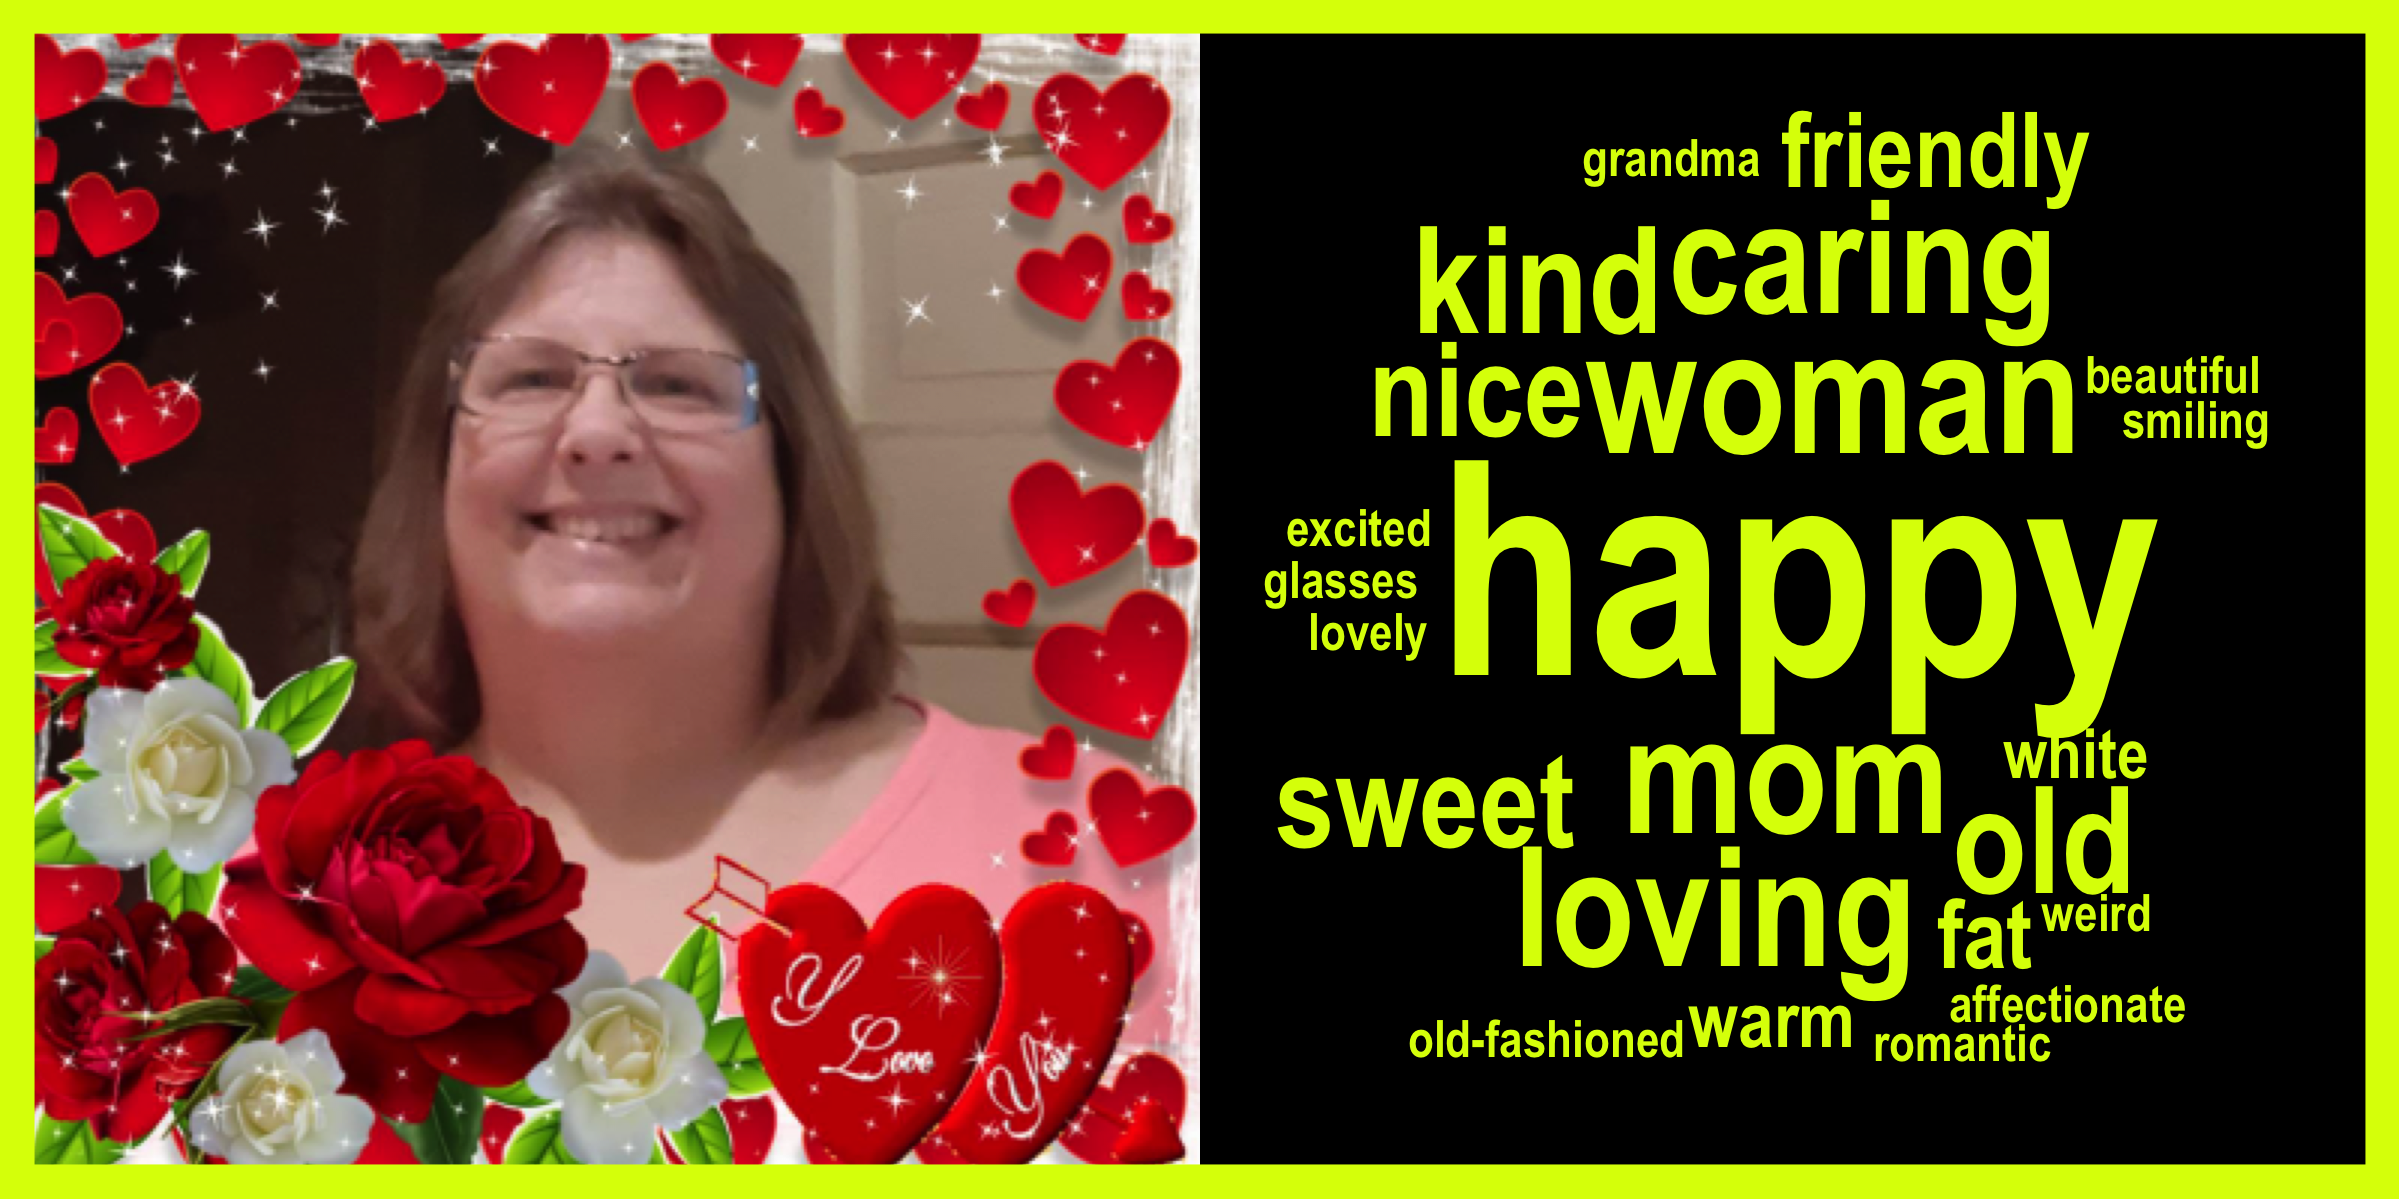 I Love
You
grandma friendly
kind caring
nice woman beautiful
smiling
excited
glasses
lovely
happy
sweet mom white
old
loving fat weird
affectionate
old-fashioned warm romantic